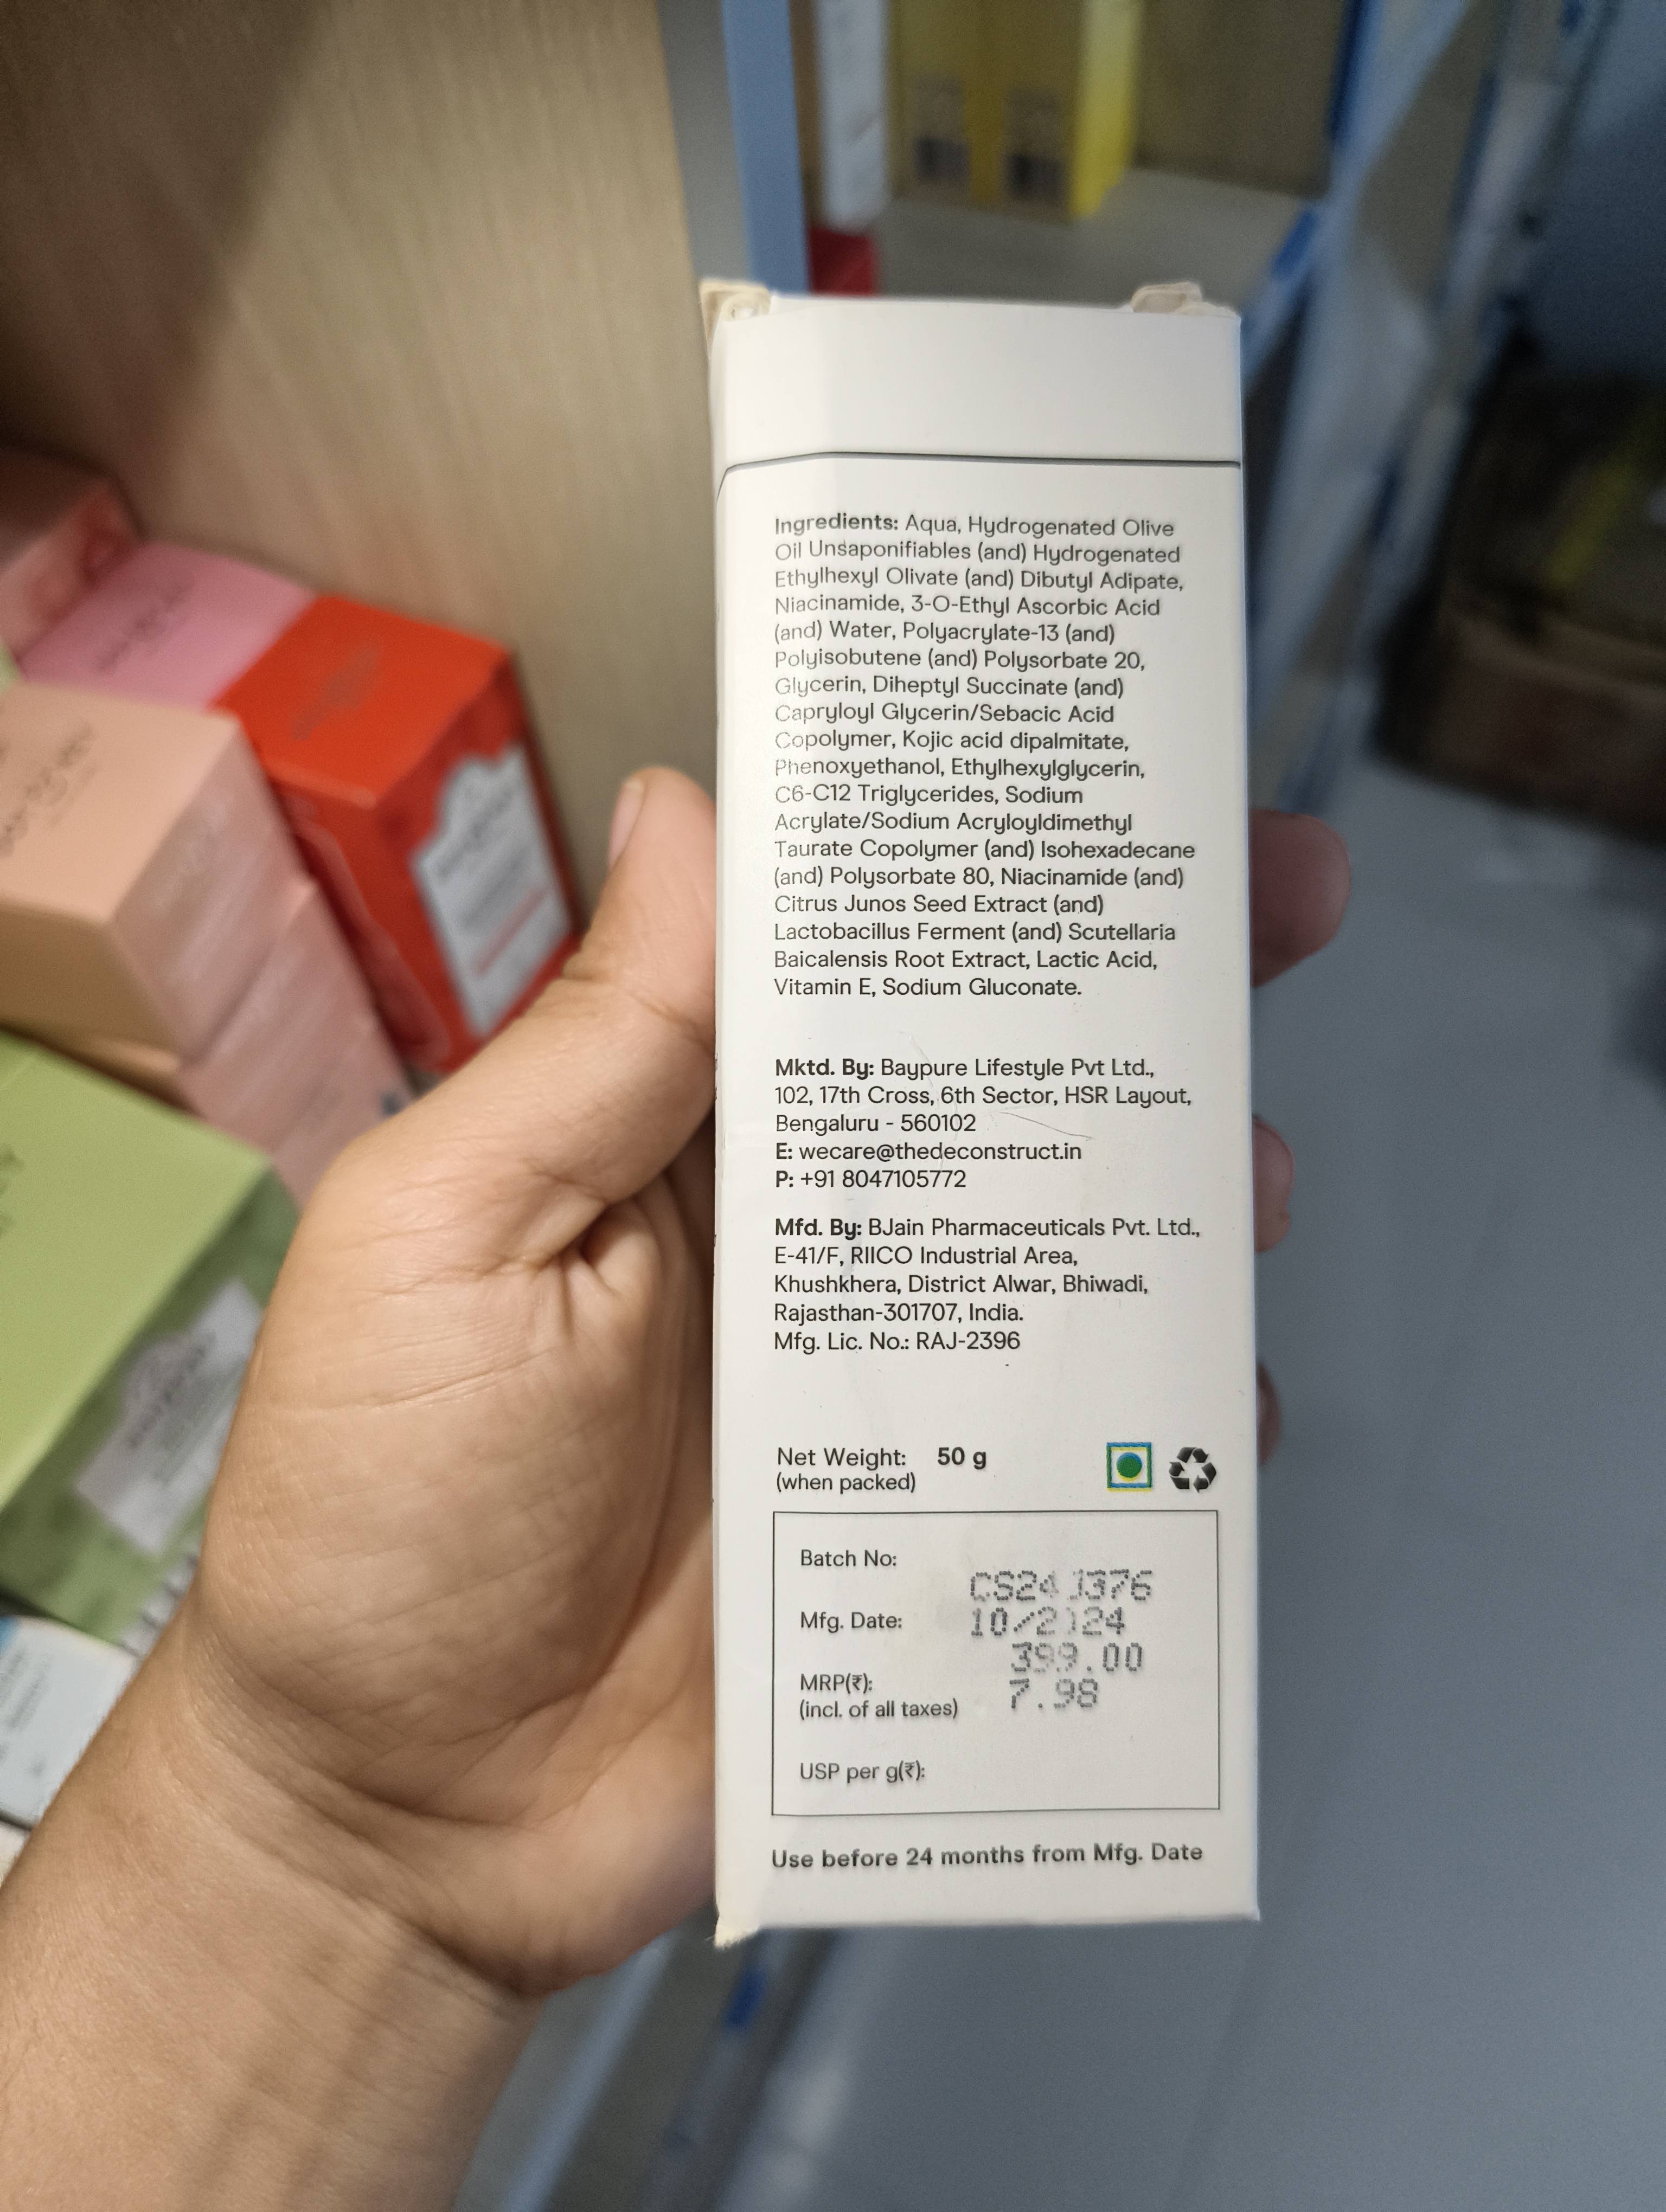 Ingredients: Aqua, Hydrogenated Olive
Oil Unsaponifiables (and) Hydrogenated
Ethylhexyl Olivate (and) Dibutyl Adipate,
Niacinamide, 3-O-Ethyl Ascorbic Acid
(and) Water, Polyacrylate-13 (and)
Polyisobutene (and) Polysorbate 20,
Glycerin, Diheptyl Succinate (and)
Capryloyl Glycerin/Sebacic Acid
Copolymer, Kojic acid dipalmitate,
Phenoxyethanol, Ethylhexylglycerin,
C6-C12 Triglycerides, Sodium
Acrylate/Sodium Acryloyldimethyl
Taurate Copolymer (and) Isohexadecane
(and) Polysorbate 80, Niacinamide (and)
Citrus Junos Seed Extract (and)
Lactobacillus Ferment (and) Scutellaria
Baicalensis Root Extract, Lactic Acid,
Vitamin E, Sodium Gluconate.
Mktd. By: Baypure Lifestyle Pvt Ltd.,
102, 17th Cross, 6th Sector, HSR Layout,
Bengaluru - 560102
E: wecare@thedeconstruct.in
P: +91 8047105772
Mfd. By: BJain Pharmaceuticals Pvt. Ltd.,
E-41/F, RIICO Industrial Area,
Khushkhera, District Alwar, Bhiwadi,
Rajasthan-301707, India.
Mfg. Lic. No.: RAJ-2396
Net Weight: 50 g
(when packed)
Batch No:
CS24J376
Mfg. Date: 10/2024
399.00
MRP(₹): 7.98
(incl. of all taxes)
USP per g(₹):
Use before 24 months from Mfg. Date